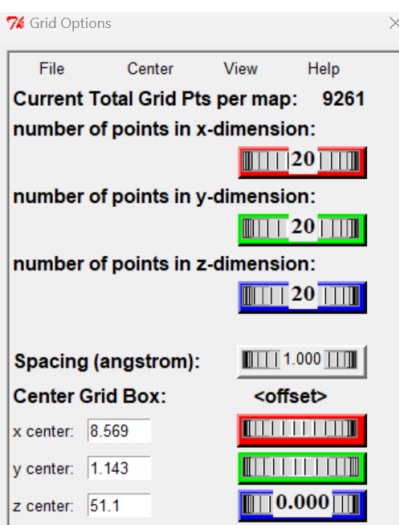 Grid Options
File Center View Help
Current Total Grid Pts per map: 9261
number of points in x-dimension:
20
number of points in y-dimension:
20
number of points in z-dimension:
20
Spacing (angstrom): 1.000
Center Grid Box: <offset>
x center: 8.569
y center: 1.143
z center: 51.1 0.000